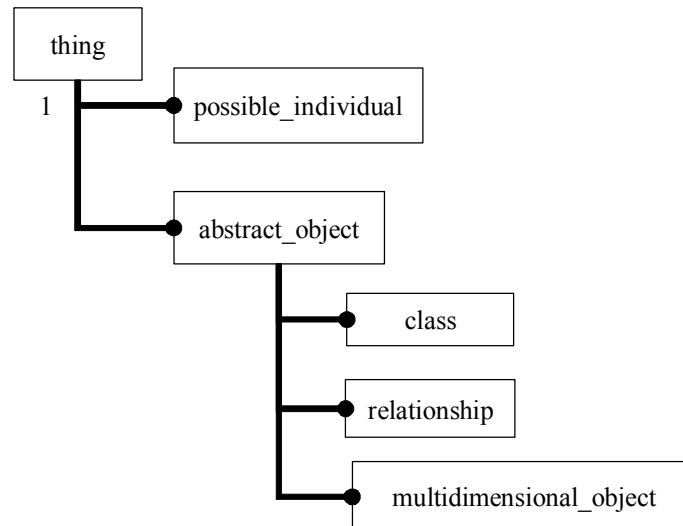 thing
1
possible_individual
abstract_object
class
relationship
multidimensional_object